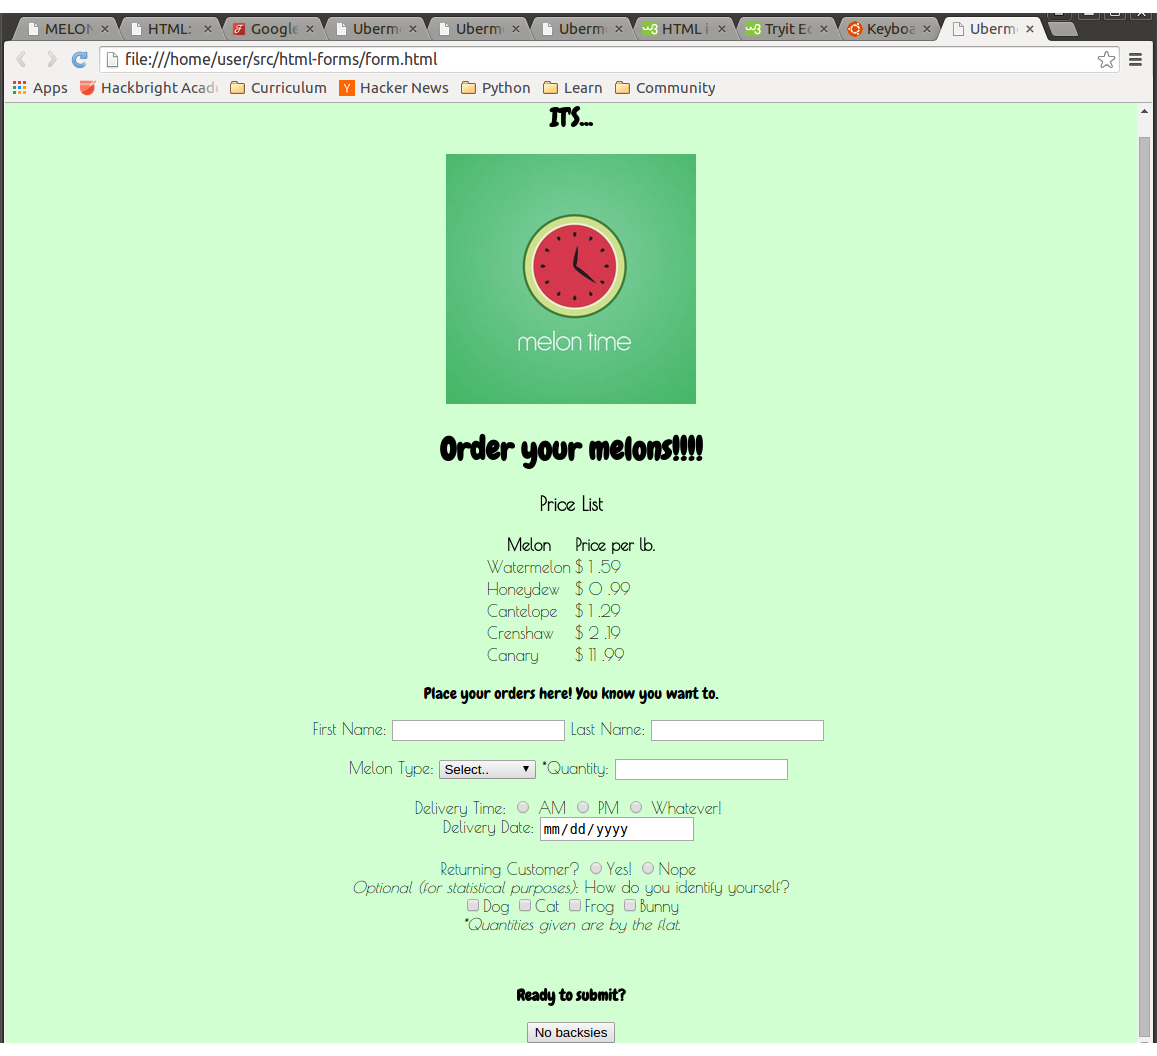 MELON HTML: Google Uberm Uberm Uberm HTML i Tryit Ed Keyboa Uberm
file:///home/user/src/html-forms/form.html
Apps Hackbright Acade Curriculum Hacker News Python Learn Community
IT'S...
melon time
Order your melons!!!!
Price List
Melon Price per lb.
Watermelon $ 1 .59
Honeydew $ 0 .99
Cantelope $ 1 .29
Crenshaw $ 2 .19
Canary $ 11 .99
Place your orders here! You know you want to.
First Name: Last Name:
Melon Type: Select.. *Quantity:
Delivery Time: AM PM Whatever!
Delivery Date: mm/dd/yyyy
Returning Customer? Yes! Nope
Optional (for statistical purposes): How do you identify yourself?
Dog Cat Frog Bunny
*Quantities given are by the flat.
Ready to submit?
No backsies